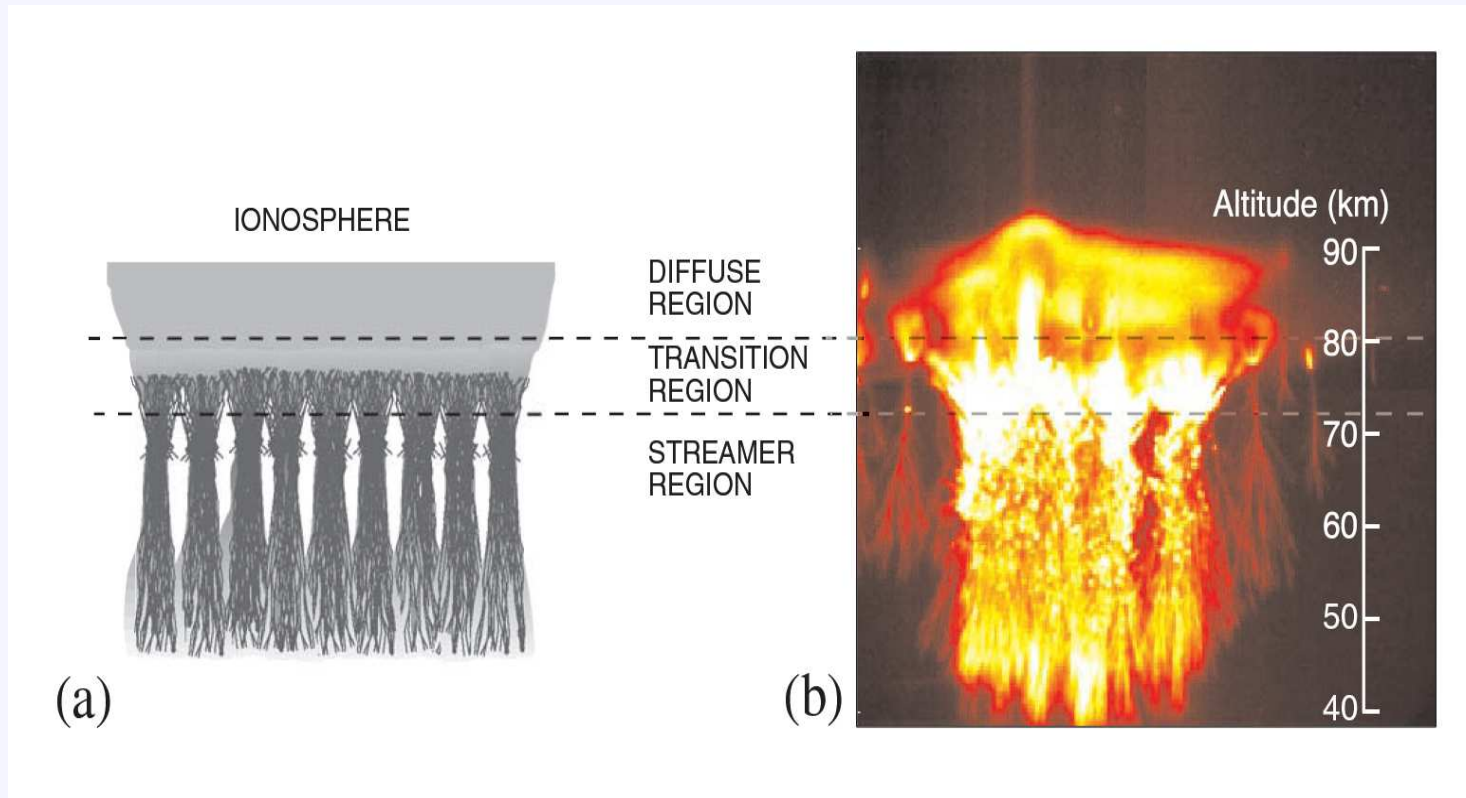 IONOSPHERE
DIFFUSE
REGION
TRANSITION
REGION
STREAMER
REGION
(a)
(b)
Altitude (km)
90
80
70
60
50
40